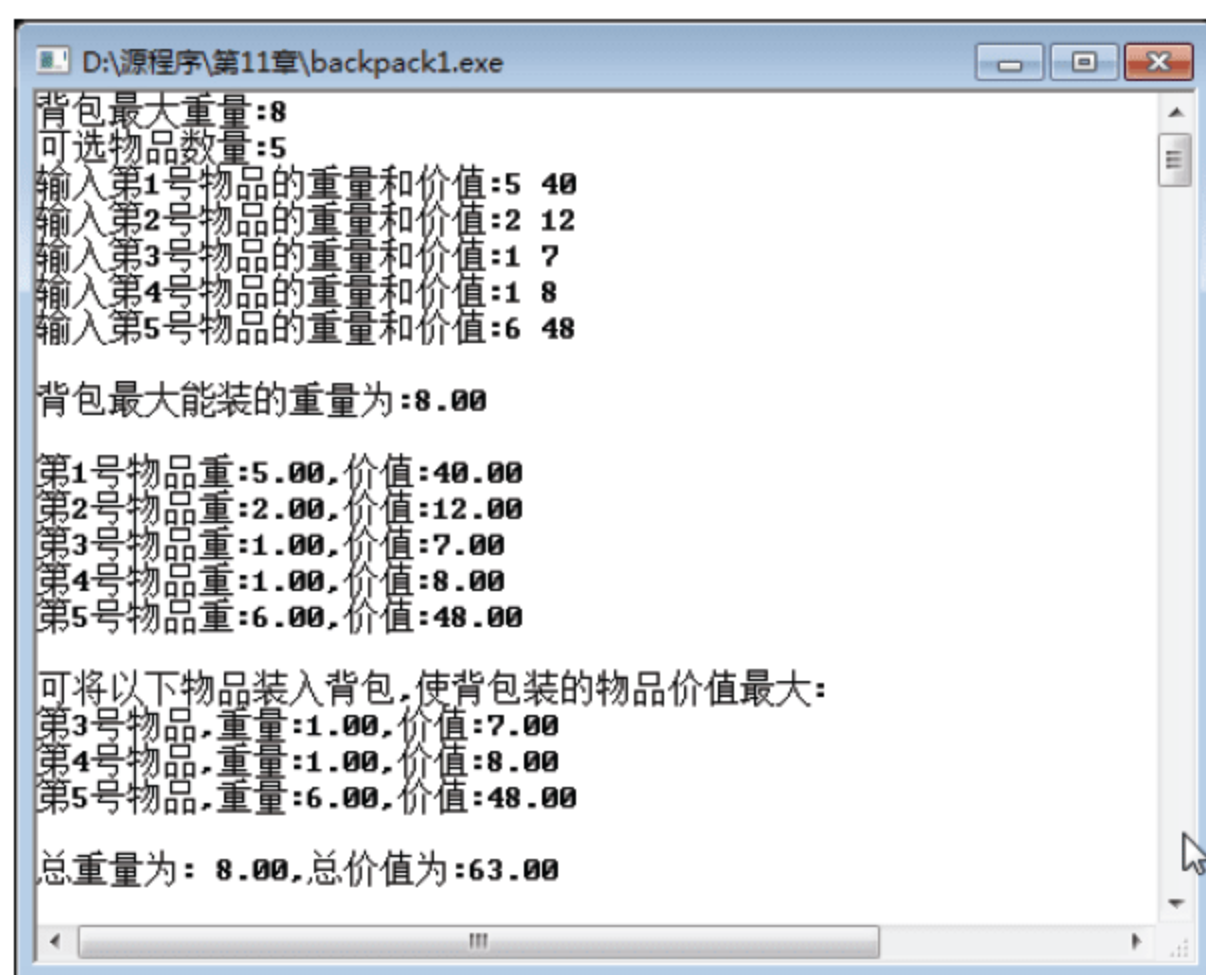 D:\源程序\第11章\backpack1.exe
背包最大重量:8
可选物品数量:5
输入第1号物品的重量和价值:5 40
输入第2号物品的重量和价值:2 12
输入第3号物品的重量和价值:1 7
输入第4号物品的重量和价值:1 8
输入第5号物品的重量和价值:6 48
背包最大能装的重量为:8.00
第1号物品重:5.00,价值:40.00
第2号物品重:2.00,价值:12.00
第3号物品重:1.00,价值:7.00
第4号物品重:1.00,价值:8.00
第5号物品重:6.00,价值:48.00
可将以下物品装入背包,使背包装的物品价值最大:
第3号物品,重量:1.00,价值:7.00
第4号物品,重量:1.00,价值:8.00
第5号物品,重量:6.00,价值:48.00
总重量为: 8.00,总价值为:63.00